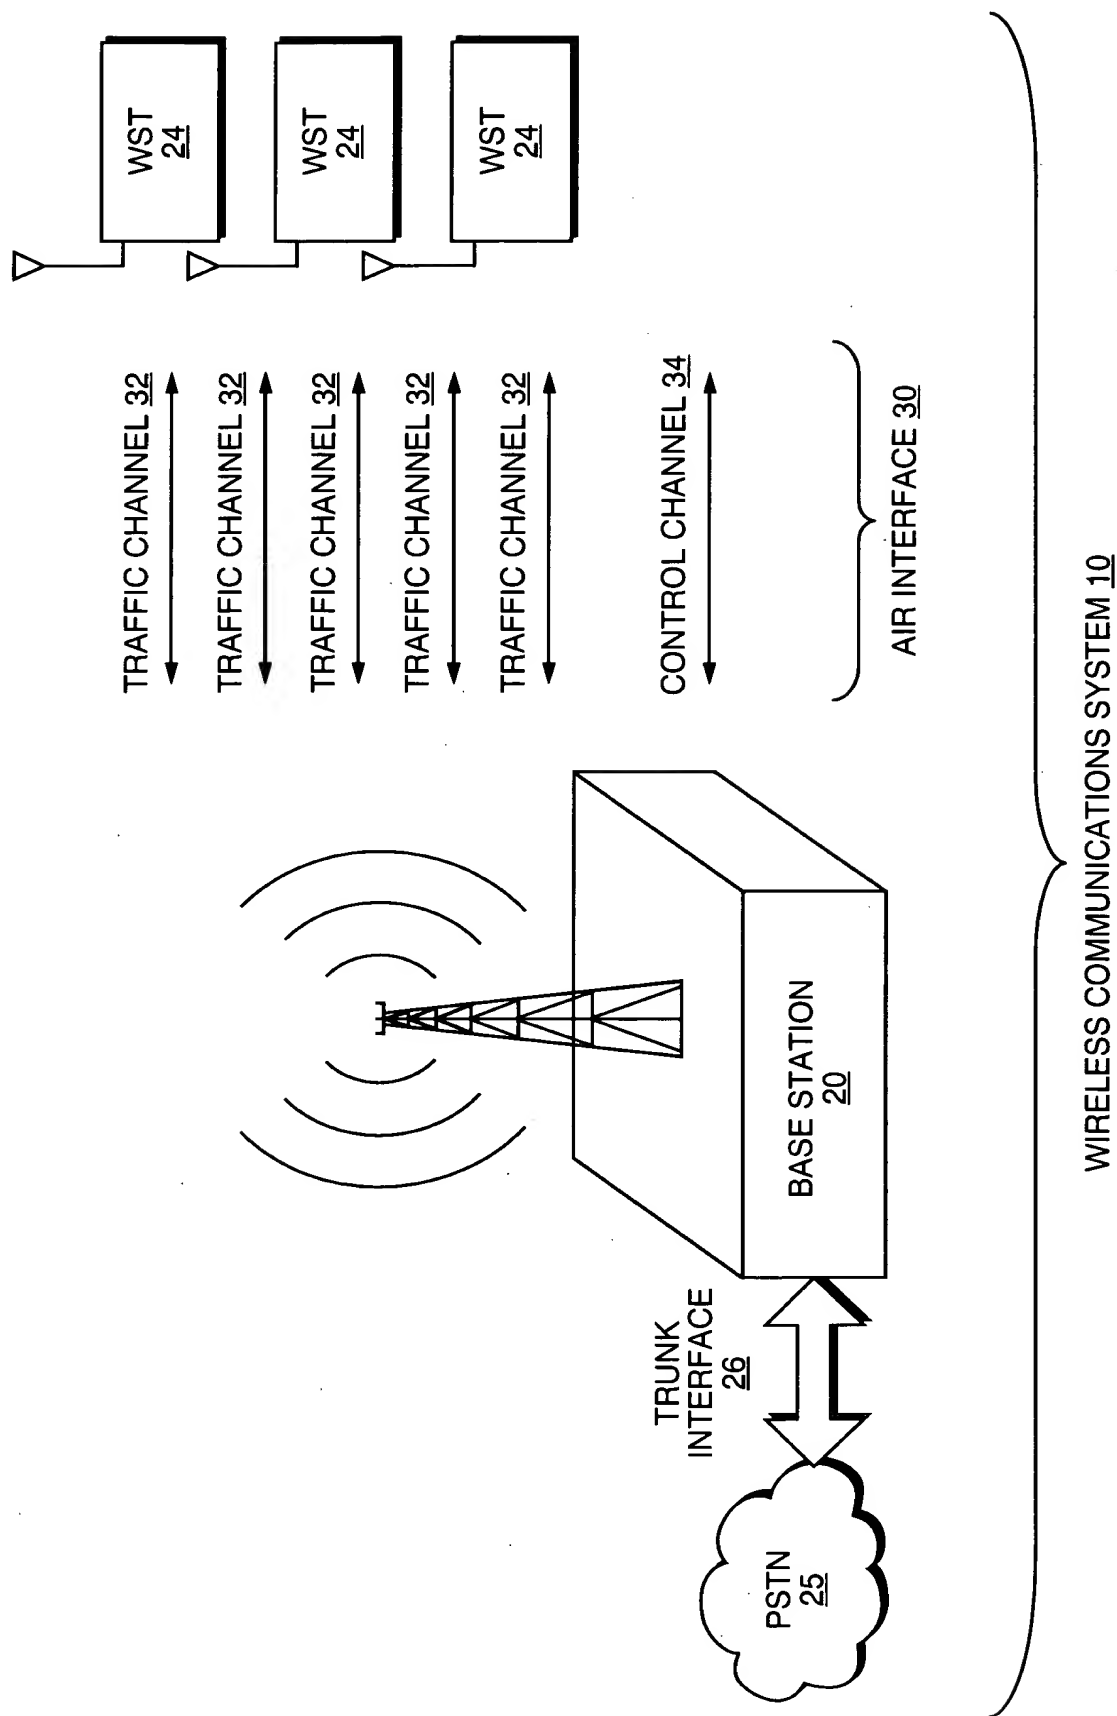 PSTN
25
TRUNK
INTERFACE
26
BASE STATION
20
TRAFFIC CHANNEL 32
TRAFFIC CHANNEL 32
TRAFFIC CHANNEL 32
TRAFFIC CHANNEL 32
TRAFFIC CHANNEL 32
CONTROL CHANNEL 34
AIR INTERFACE 30
WST
24
WST
24
WST
24
WIRELESS COMMUNICATIONS SYSTEM 10